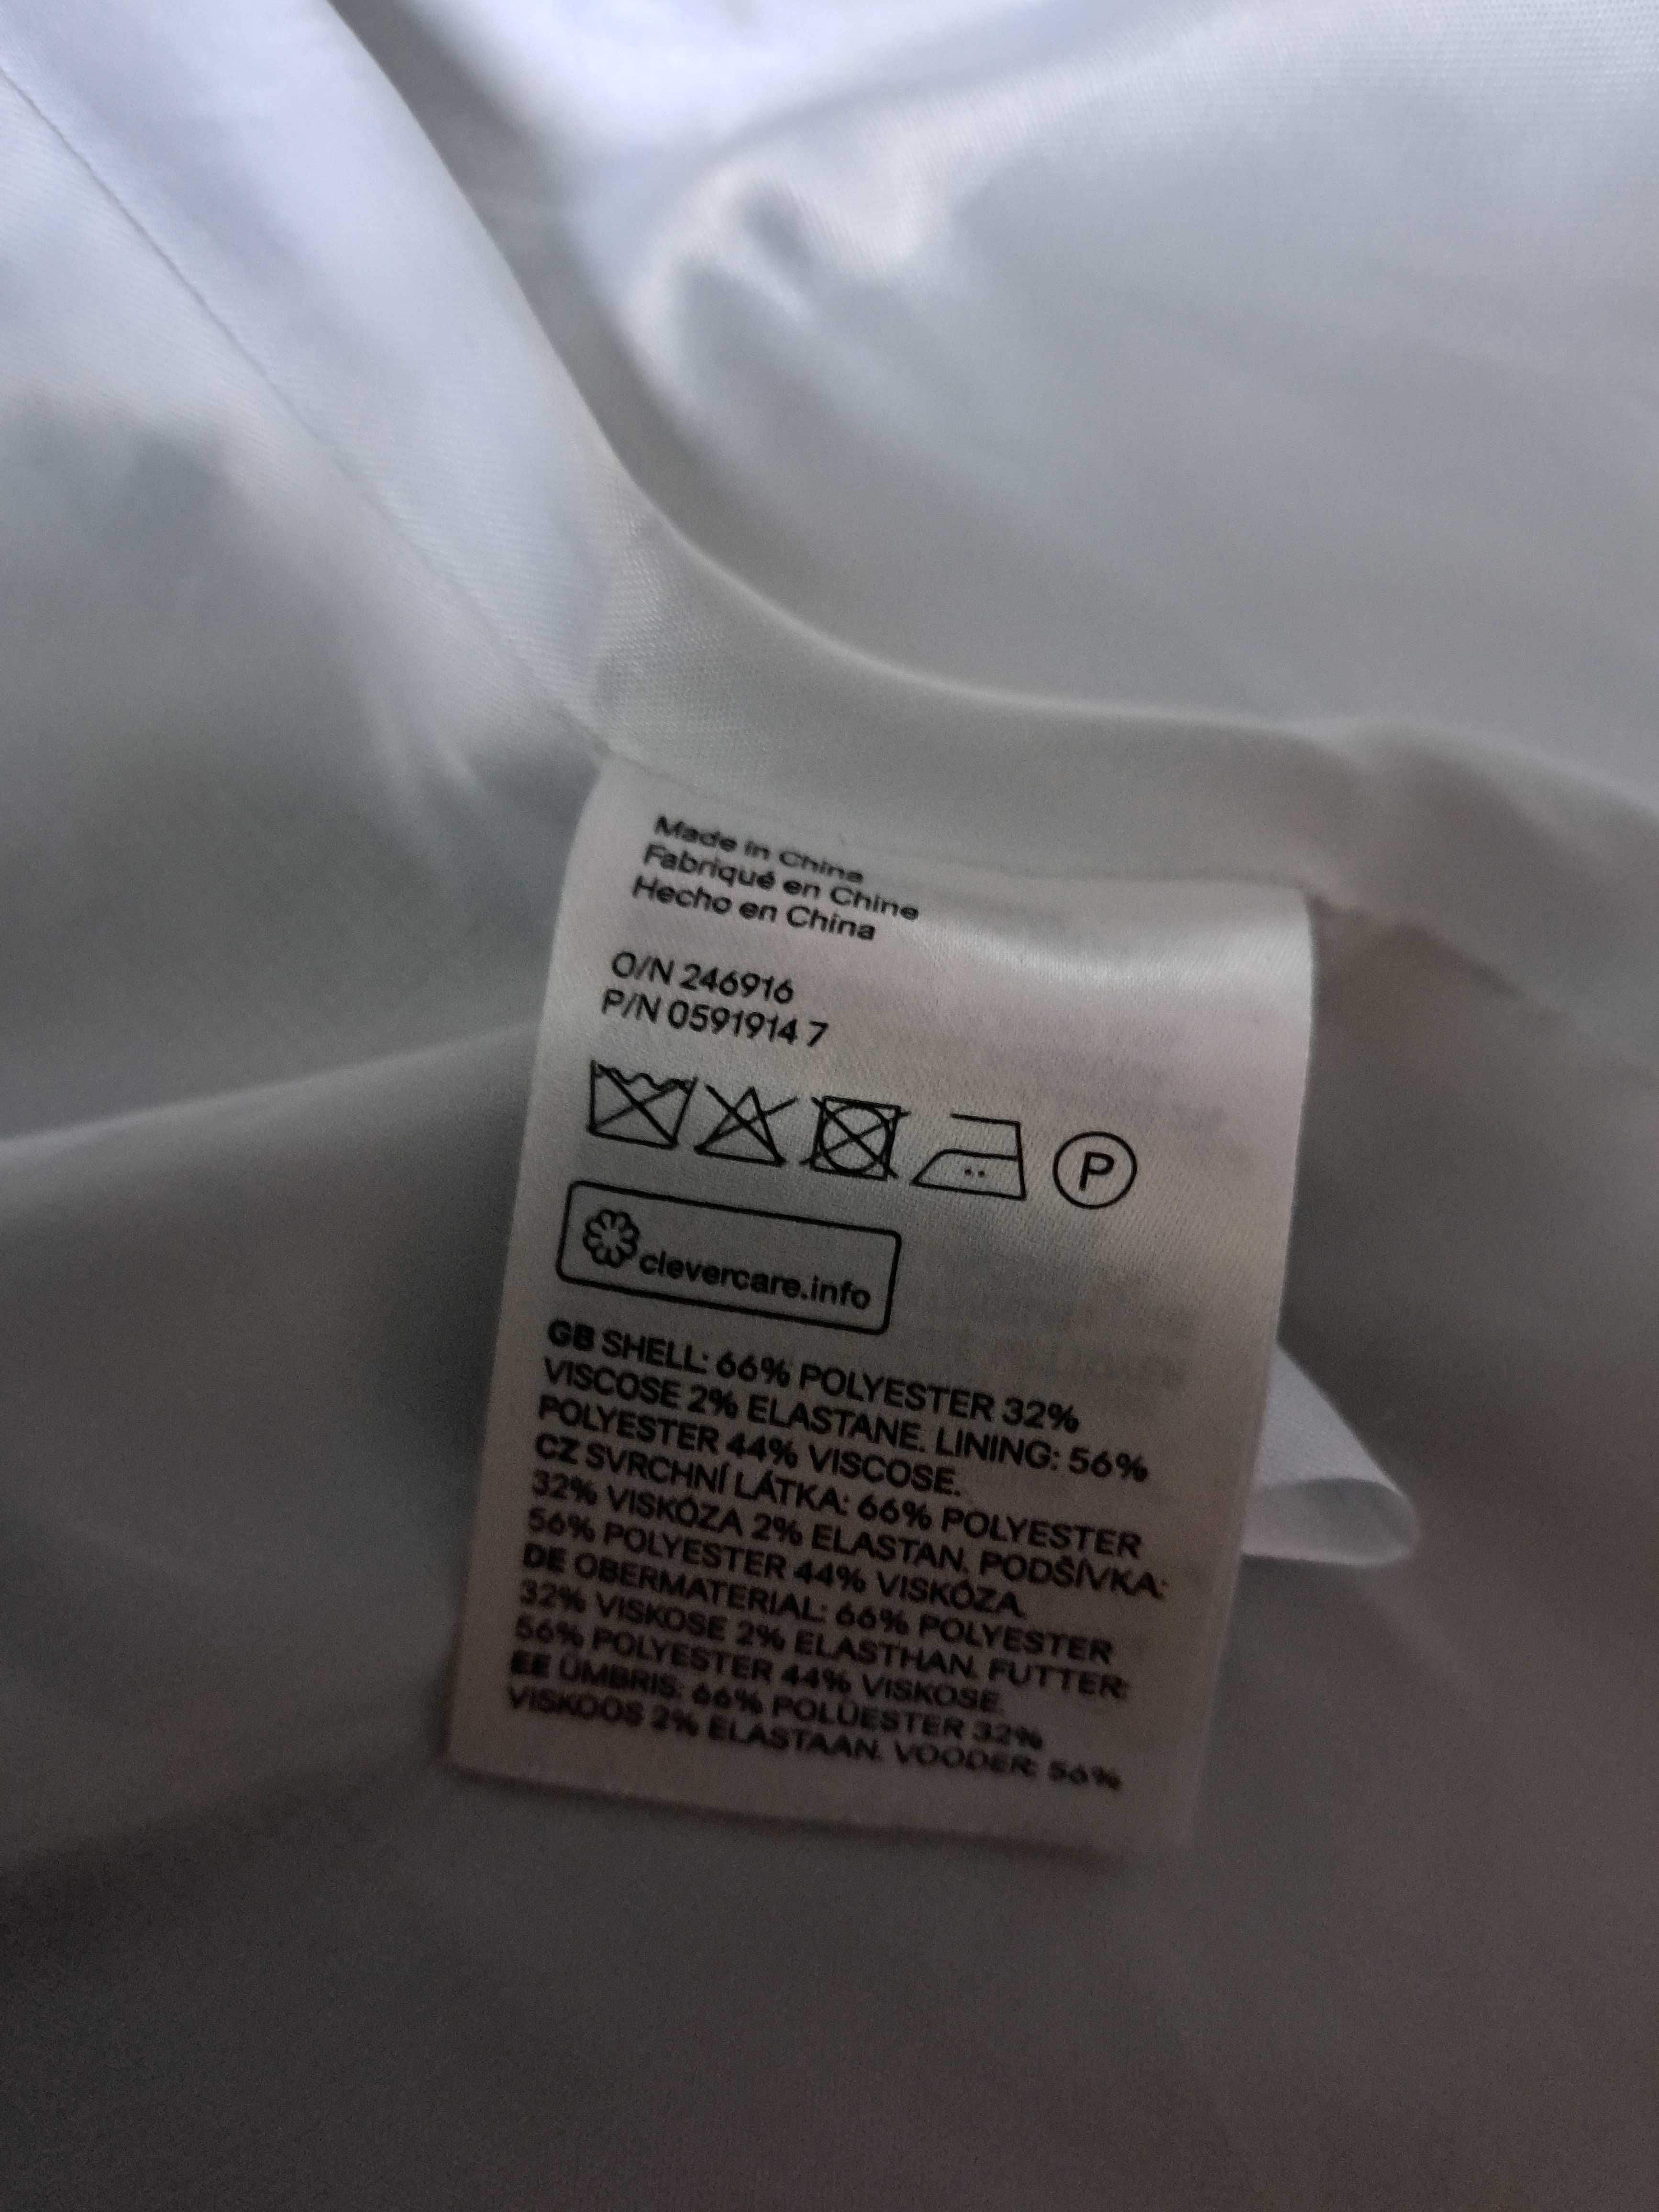 Made in China
Fabriqué en Chine
Hecho en China
O/N 246916
P/N 0591914 7
P
clevercare.info
GB SHELL: 66% POLYESTER 32%
VISCOSE 2% ELASTANE. LINING: 56%
POLYESTER 44% VISCOSE.
CZ SVRCHNÍ LÁTKA: 66% POLYESTER
32% VISKÓZA 2% ELASTAN. PODŠÍVKA:
56% POLYESTER 44% VISKÓZA.
DE OBERMATERIAL: 66% POLYESTER
32% VISKOSE 2% ELASTHAN. FUTTER:
56% POLYESTER 44% VISKOSE.
EE ÜMBRIS: 66% POLÜESTER 32%
VISKOOS 2% ELASTAAN. VOODER: 56%